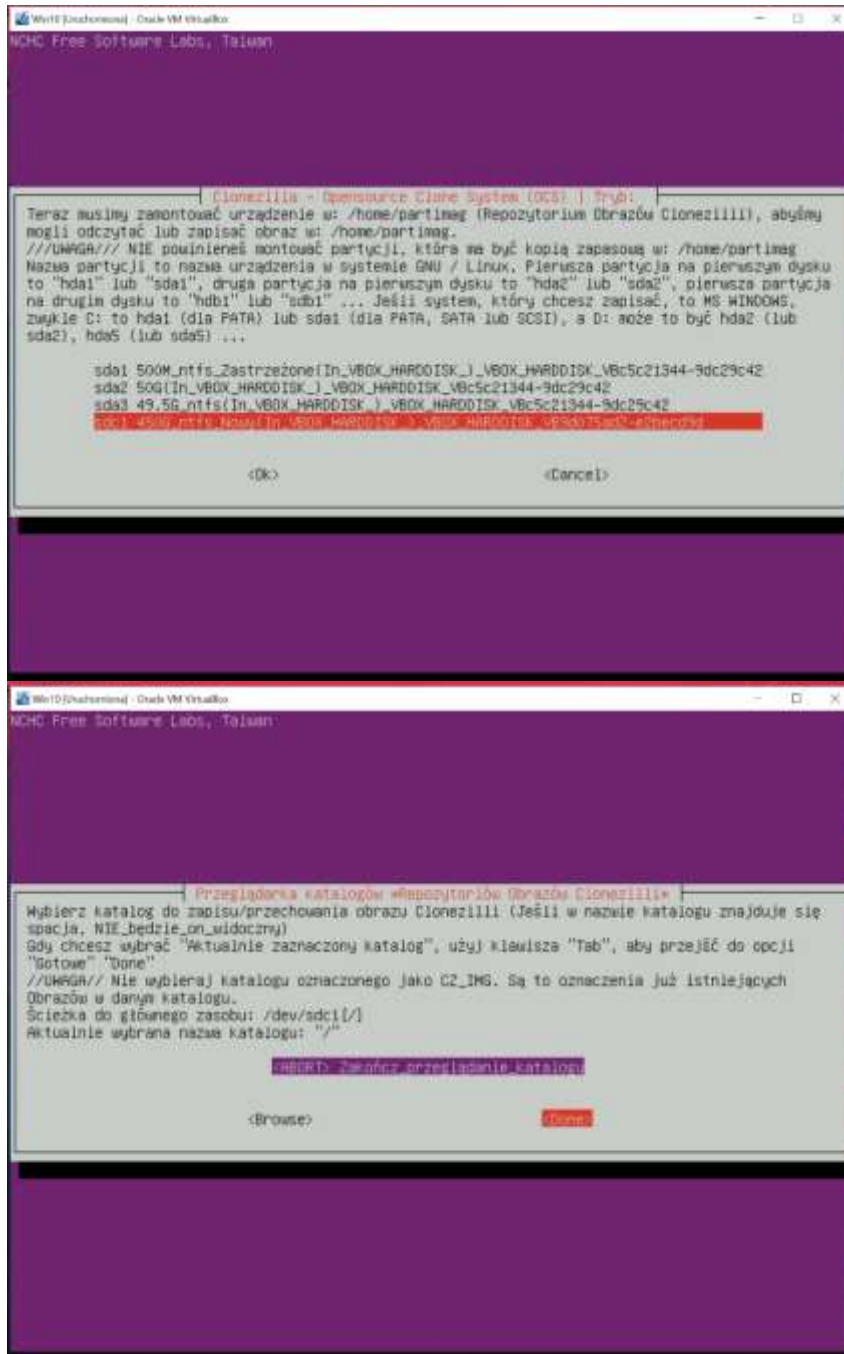 Win10 [Uruchomiona] - Oracle VM VirtualBox
NCHC Free Software Labs, Taiwan
Clonezilla - Opensource Clone System (OCS) | Tryb:
Teraz musimy zamontować urządzenie w: /home/partimag (Repozytorium Obrazów Clonezilli), abyśmy
mogli odczytać lub zapisać obraz w: /home/partimag.
///UWAGA/// NIE powinieneś montować partycji, która ma być kopią zapasową w: /home/partimag
Nazwa partycji to nazwa urządzenia w systemie GNU / Linux. Pierwsza partycja na pierwszym dysku
to "hda1" lub "sda1", druga partycja na pierwszym dysku to "hda2" lub "sda2", pierwsza partycja
na drugim dysku to "hdb1" lub "sdb1" ... Jeśli system, który chcesz zapisać, to MS WINDOWS,
zwykle C: to hda1 (dla PATA) lub sda1 (dla PATA, SATA lub SCSI), a D: może to być hda2 (lub
sda2), hda5 (lub sda5) ...
sda1 500M_ntfs_Zastrzeżone(In_VBOX_HARDDISK_)_VBOX_HARDDISK_VBc5c21344-9dc29c42
sda2 50G(In_VBOX_HARDDISK_)_VBOX_HARDDISK_VBc5c21344-9dc29c42
sda3 49.5G_ntfs(In_VBOX_HARDDISK_)_VBOX_HARDDISK_VBc5c21344-9dc29c42
sdc1 450G_ntfs_Nowy(In_VBOX_HARDDISK_)_VBOX_HARDDISK_
<Ok> <Cancel>
Win10 [Uruchomiona] - Oracle VM VirtualBox
NCHC Free Software Labs, Taiwan
Przeglądarka katalogów *Repozytoriów Obrazów Clonezilli*
Wybierz katalog do zapisu/przechowania obrazu Clonezilli (Jeśli w nazwie katalogu znajduje się
spacja, NIE_będzie_on_widoczny)
Gdy chcesz wybrać "Aktualnie zaznaczony katalog", użyj klawisza "Tab", aby przejść do opcji
"Gotowe" "Done"
//UWAGA// Nie wybieraj katalogu oznaczonego jako CZ_IMG. Są to oznaczenia już istniejących
Obrazów w danym katalogu.
Ścieżka do głównego zasobu: /dev/sdc1[/]
Aktualnie wybrana nazwa katalogu: "/"
<ABORT> Zakończ_przeglądanie_katalogu
<Browse> <Done>